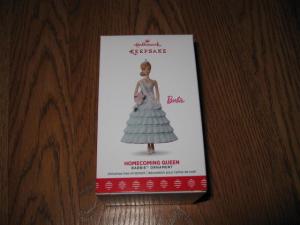 Hallmark
KEEPSAKE
Barbie
HOMECOMING QUEEN
BARBIE™ ORNAMENT